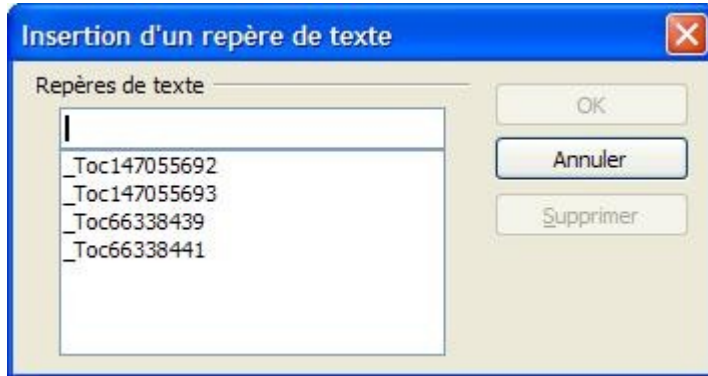 Insertion d'un repère de texte
Repères de texte
OK
_Toc147055692
Annuler
_Toc147055693
_Toc66338439
Supprimer
_Toc66338441